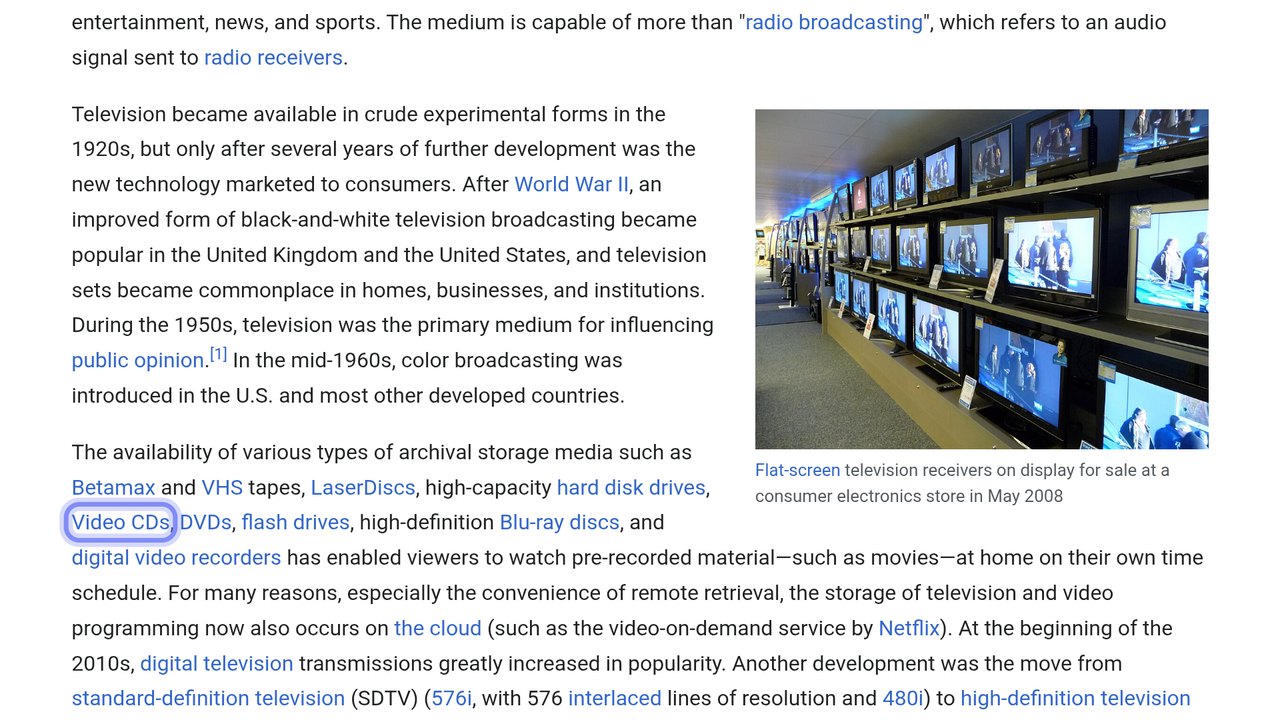 entertainment, news, and sports. The medium is capable of more than "radio broadcasting", which refers to an audio
signal sent to radio receivers.
Television became available in crude experimental forms in the
1920s, but only after several years of further development was the
new technology marketed to consumers. After World War II, an
improved form of black-and-white television broadcasting became
popular in the United Kingdom and the United States, and television
sets became commonplace in homes, businesses, and institutions.
During the 1950s, television was the primary medium for influencing
public opinion.[1] In the mid-1960s, color broadcasting was
introduced in the U.S. and most other developed countries.
Flat-screen television receivers on display for sale at a
consumer electronics store in May 2008
The availability of various types of archival storage media such as
Betamax and VHS tapes, LaserDiscs, high-capacity hard disk drives,
Video CDs, DVDs, flash drives, high-definition Blu-ray discs, and
digital video recorders has enabled viewers to watch pre-recorded material—such as movies—at home on their own time
schedule. For many reasons, especially the convenience of remote retrieval, the storage of television and video
programming now also occurs on the cloud (such as the video-on-demand service by Netflix). At the beginning of the
2010s, digital television transmissions greatly increased in popularity. Another development was the move from
standard-definition television (SDTV) (576i, with 576 interlaced lines of resolution and 480i) to high-definition television